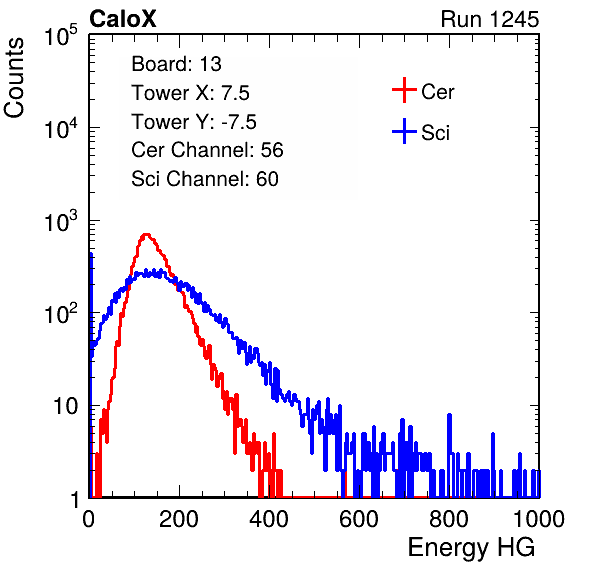 CaloX Run 1245
Counts
10^5
10^4
10^3
10^2
10
1
Board: 13
Tower X: 7.5
Tower Y: -7.5
Cer Channel: 56
Sci Channel: 60
Cer
Sci
0 200 400 600 800 1000
Energy HG